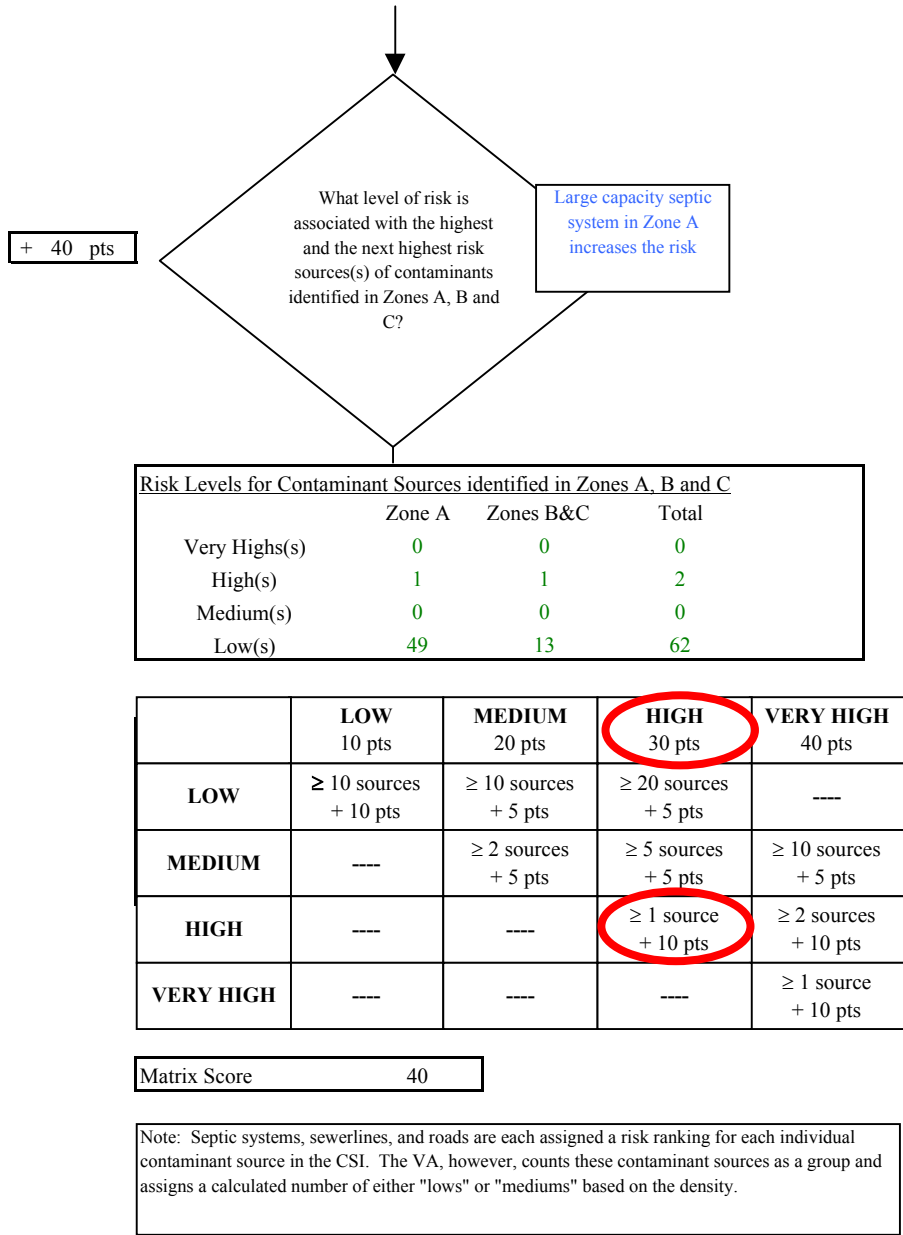 What level of risk is
associated with the highest
and the next highest risk
sources(s) of contaminants
identified in Zones A, B and
C?
Large capacity septic
system in Zone A
increases the risk
+ 40 pts
Risk Levels for Contaminant Sources identified in Zones A, B and C
Zone A Zones B&C Total
Very Highs(s) 0 0 0
High(s) 1 1 2
Medium(s) 0 0 0
Low(s) 49 13 62
LOW MEDIUM HIGH VERY HIGH
10 pts 20 pts 30 pts 40 pts
LOW ≥ 10 sources + 10 pts ≥ 10 sources + 5 pts ≥ 20 sources + 5 pts ----
MEDIUM ---- ≥ 2 sources + 5 pts ≥ 5 sources + 5 pts ≥ 10 sources + 5 pts
HIGH ---- ---- ≥ 1 source + 10 pts ≥ 2 sources + 10 pts
VERY HIGH ---- ---- ---- ≥ 1 source + 10 pts
Matrix Score 40
Note: Septic systems, sewerlines, and roads are each assigned a risk ranking for each individual
contaminant source in the CSI. The VA, however, counts these contaminant sources as a group and
assigns a calculated number of either "lows" or "mediums" based on the density.